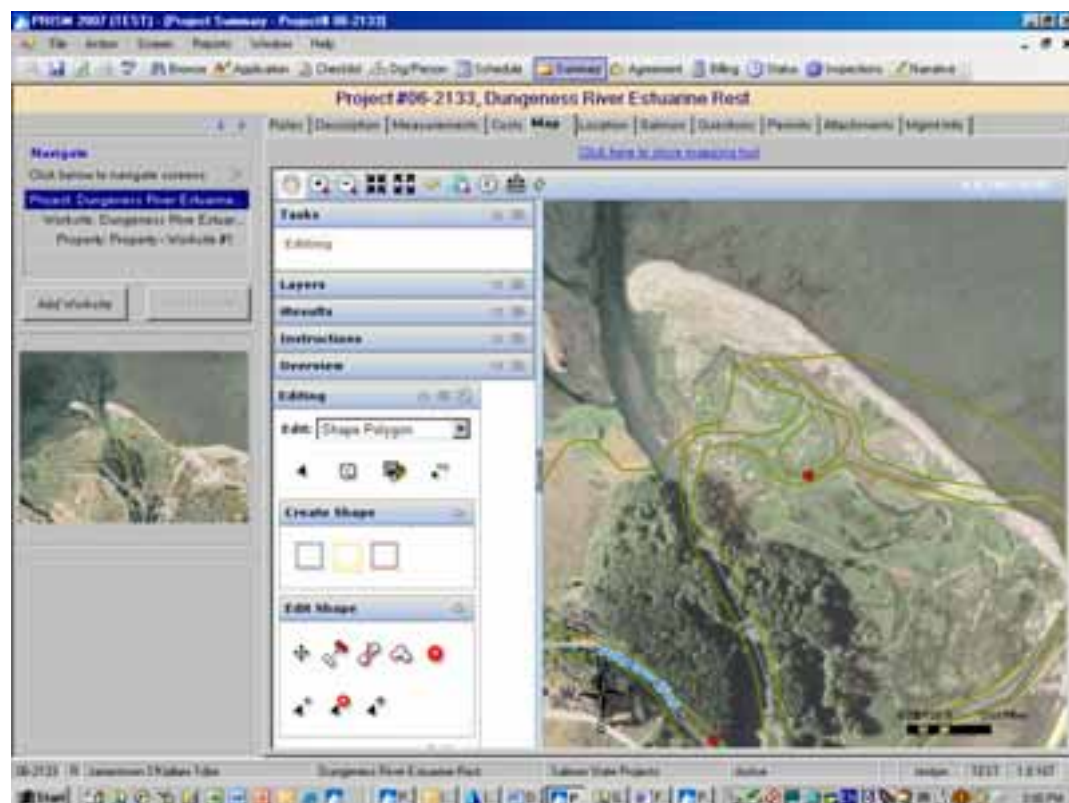 PRISM 2007 (TEST) - [Project Summary - Project# 06-2133]
File Action Screen Reports Window Help
Browse Application Checklist Org/Person Schedule Summary Agreement Billing Status Inspections Narrative
Project #06-2133, Dungeness River Estuarine Rest
Roles Description Measurements Costs Map Location Salmon Questions Permits Attachments Mgmt Info
Navigate
Click here to show mapping tool
Click below to navigate screens:
Project: Dungeness River Estuarine...
Worksite: Dungeness River Estuar...
Property: Property - Worksite #1
Add Worksite
Tasks
Editing
Layers
Results
Instructions
Overview
Editing
Edit: Shape Polygon
Create Shape
Edit Shape
06-2133 R Jamestown S'Klallam Tribe Dungeness River Estuarine Rest Salmon State Projects Active TEST
Start